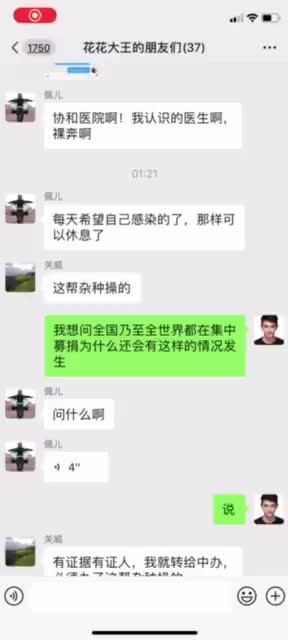 1750
花花大王的朋友们(37)
佩儿
协和医院啊！我认识的医生啊，
裸奔啊
01:21
佩儿
每天希望自己感染的了，那样可
以休息了
关威
这帮杂种操的
我想问全国乃至全世界都在集中
募捐为什么还会有这样的情况发
生
佩儿
问什么啊
佩儿
4"
说
关威
有证据有证人，我就转给中办，